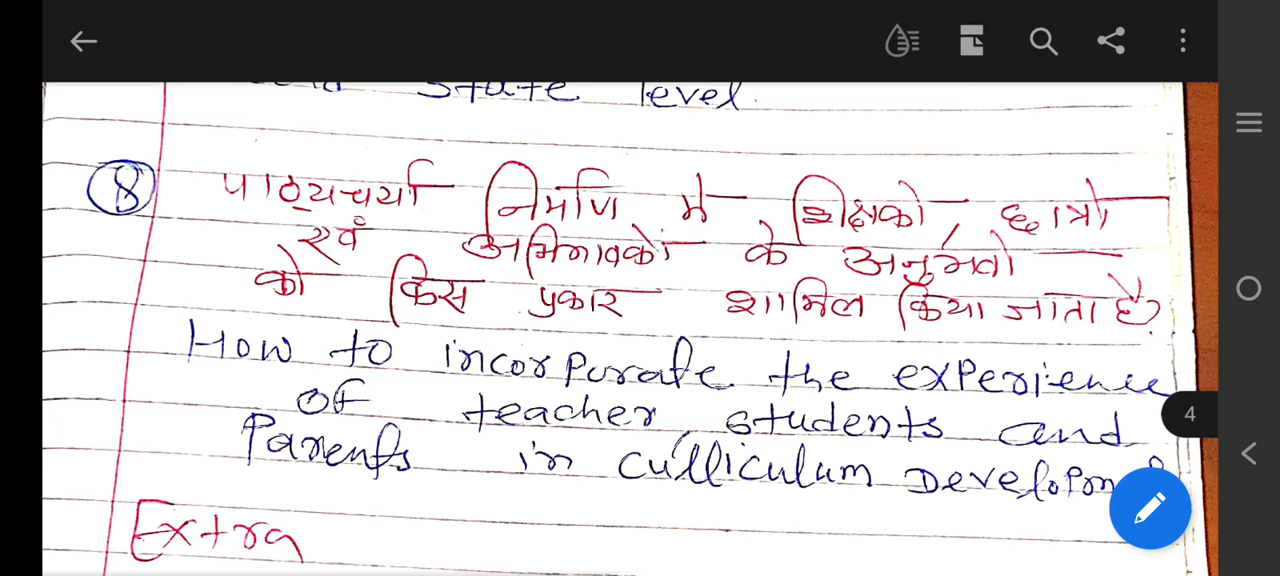 State level.
8 पाठ्यचर्या निर्माण मे शिक्षको, छात्रो
एवं अभिभावकों के अनुभवो
को किस प्रकार शामिल किया जाता है?
How to incorporate the experience
of teacher students and
Parents in culliculum Developm
4
Extra